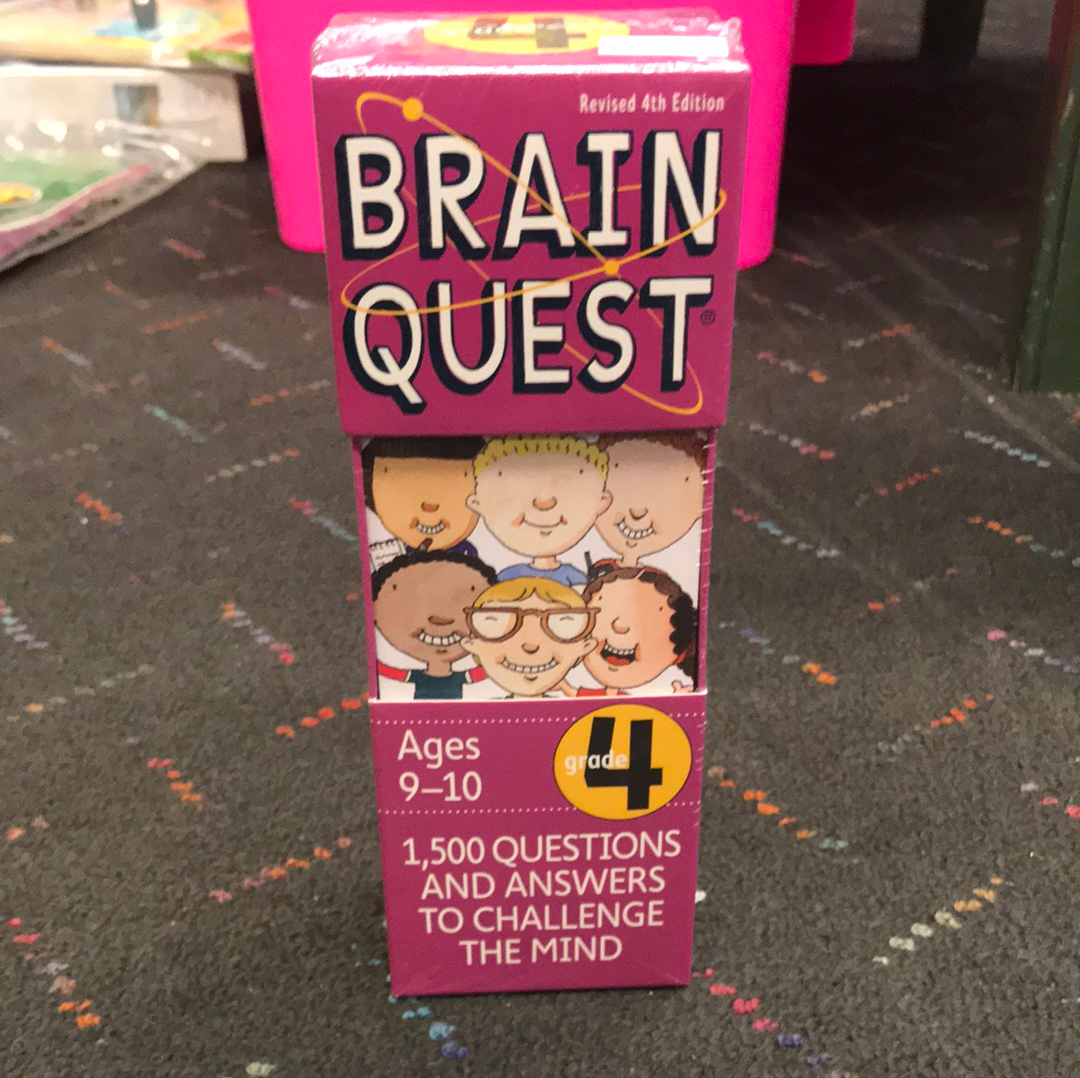 Revised 4th Edition
BRAIN
QUEST®
Ages
9–10
grade 4
1,500 QUESTIONS
AND ANSWERS
TO CHALLENGE
THE MIND